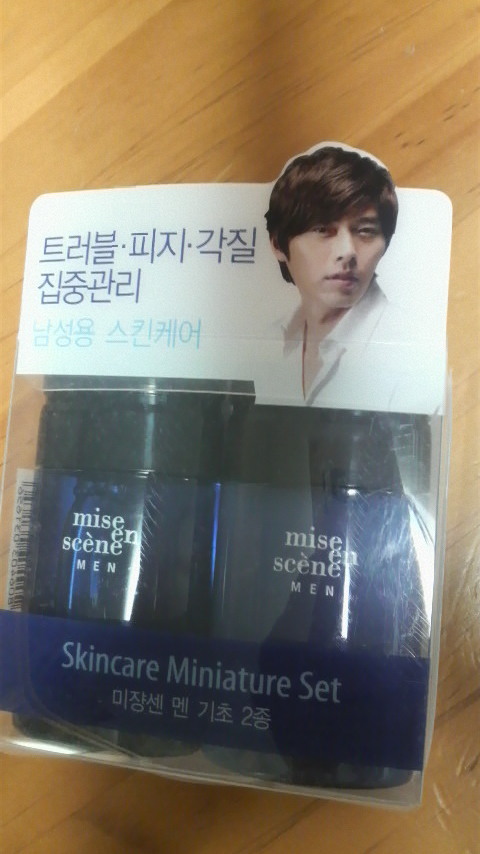 트러블·피지·각질
집중관리
남성용 스킨케어
mise
en
scène
MEN
mise
en
scène
MEN
Skincare Miniature Set
미쟝센 멘 기초 2종